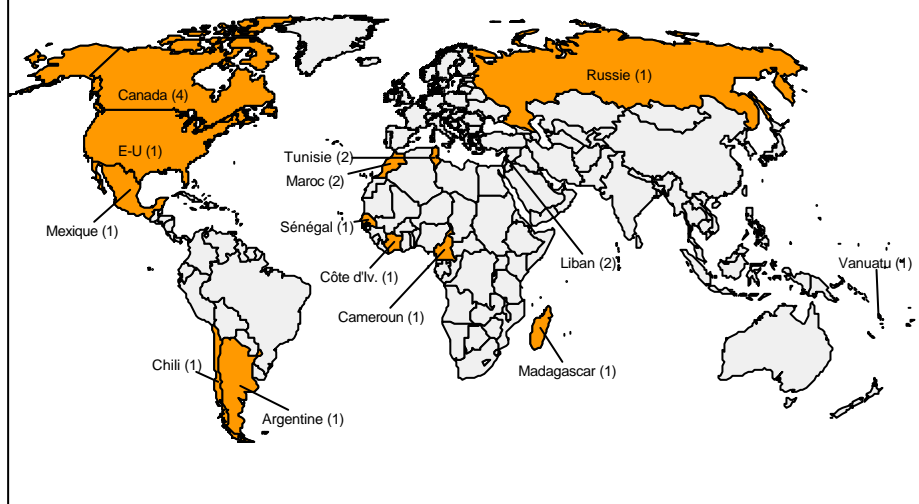 Russie (1)
Canada (4)
E-U (1)
Tunisie (2)
Maroc (2)
Mexique (1)
Sénégal (1)
Liban (2)
Vanuatu (1)
Côte d'Iv. (1)
Cameroun (1)
Chili (1)
Madagascar (1)
Argentine (1)